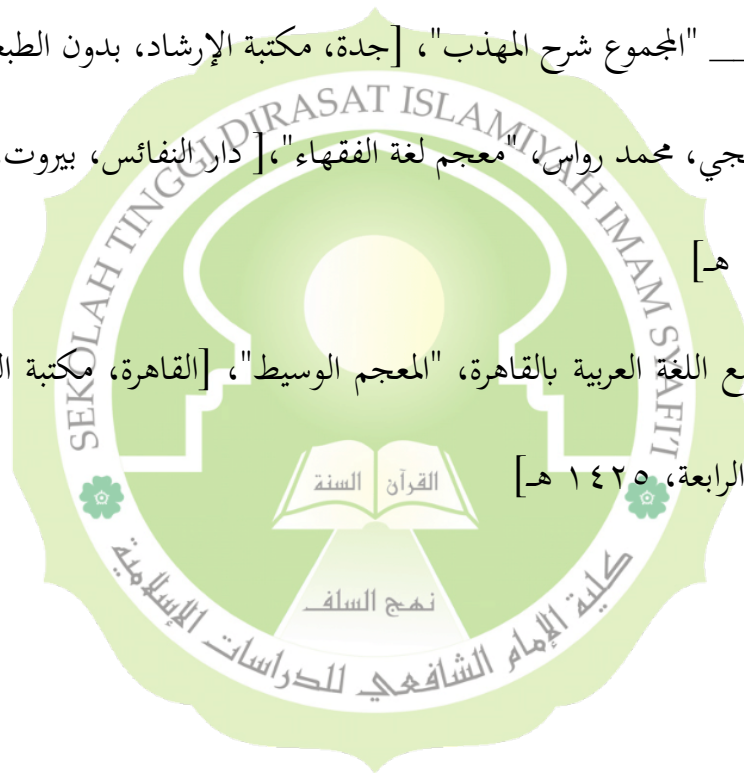 __ "المجموع شرح المهذب"، [جدة، مكتبة الإرشاد، بدون الطبع
جي، محمد رواس، "معجم لغة الفقهاء"،[ دار النفائس، بيروت،
هـ]
ع اللغة العربية بالقاهرة، "المعجم الوسيط"، [القاهرة، مكتبة ال
الرابعة، ١٤٢٥ هـ]
SEKOLAH TINGGI DIRASAT ISLAMIYAH IMAM SYAFI'I
القرآن السنة
نهج السلف
كلية الإمام الشافعي للدراسات الإسلامية